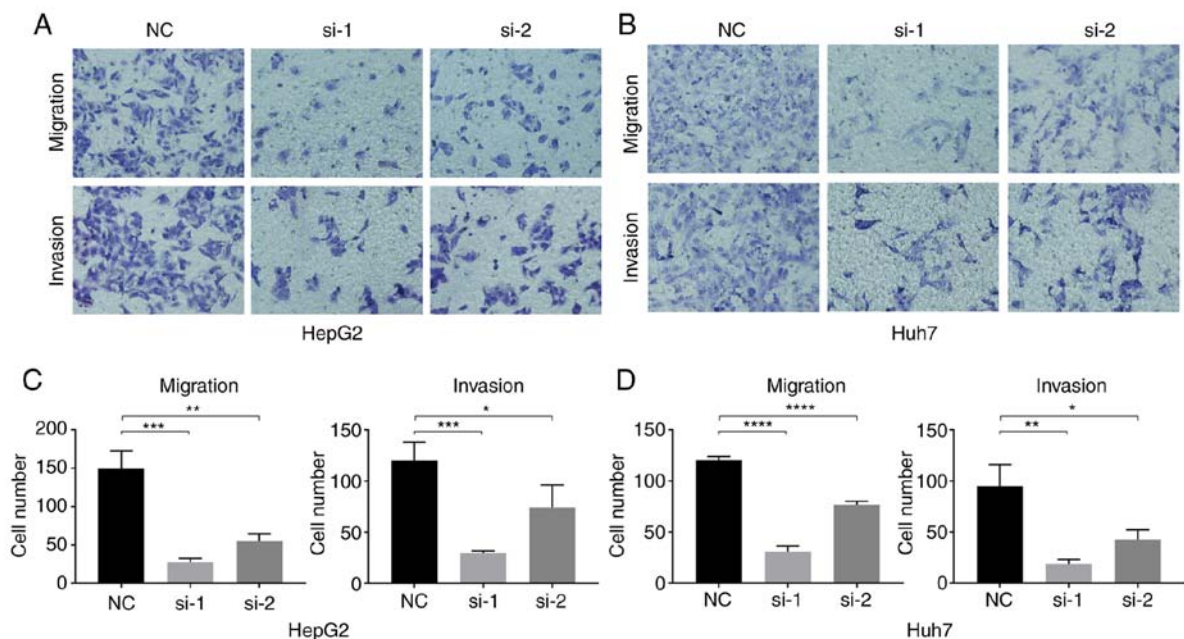 A
NC si-1 si-2
Migration
Invasion
HepG2
B
NC si-1 si-2
Migration
Invasion
Huh7
C
Migration
**
***
Cell number
200
150
100
50
0
NC si-1 si-2
Invasion
*
***
Cell number
150
100
50
0
NC si-1 si-2
HepG2
D
Migration
****
****
Cell number
150
100
50
0
NC si-1 si-2
Invasion
*
**
Cell number
150
100
50
0
NC si-1 si-2
Huh7